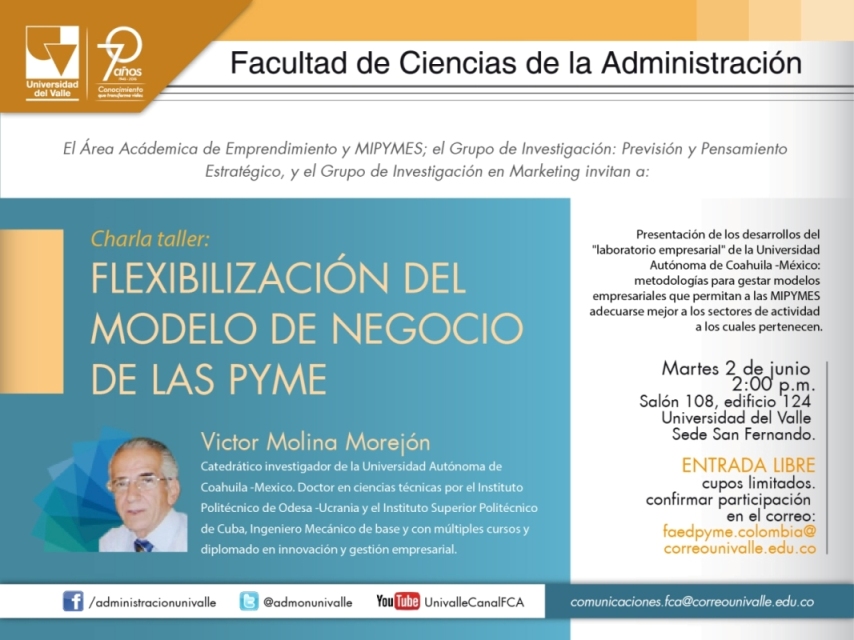 Universidad
del Valle
70
años
Conocimiento
que transforma vidas
Facultad de Ciencias de la Administración
El Área Acádemica de Emprendimiento y MIPYMES; el Grupo de Investigación: Previsión y Pensamiento
Estratégico, y el Grupo de Investigación en Marketing invitan a:
Charla taller:
FLEXIBILIZACIÓN DEL
MODELO DE NEGOCIO
DE LAS PYME
Victor Molina Morejón
Catedrático investigador de la Universidad Autónoma de
Coahuila -Mexico. Doctor en ciencias técnicas por el Instituto
Politécnico de Odesa -Ucrania y el Instituto Superior Politécnico
de Cuba, Ingeniero Mecánico de base y con múltiples cursos y
diplomado en innovación y gestión empresarial.
Presentación de los desarrollos del
"laboratorio empresarial" de la Universidad
Autónoma de Coahuila -México:
metodologías para gestar modelos
empresariales que permitan a las MIPYMES
adecuarse mejor a los sectores de actividad
a los cuales pertenecen.
Martes 2 de junio
2:00 p.m.
Salón 108, edificio 124
Universidad del Valle
Sede San Fernando.
ENTRADA LIBRE
cupos limitados.
confirmar participación
en el correo:
faedpyme.colombia@
correounivalle.edu.co
/administracionunivalle
@admonunivalle
YouTube UnivalleCanalFCA
comunicaciones.fca@correounivalle.edu.co